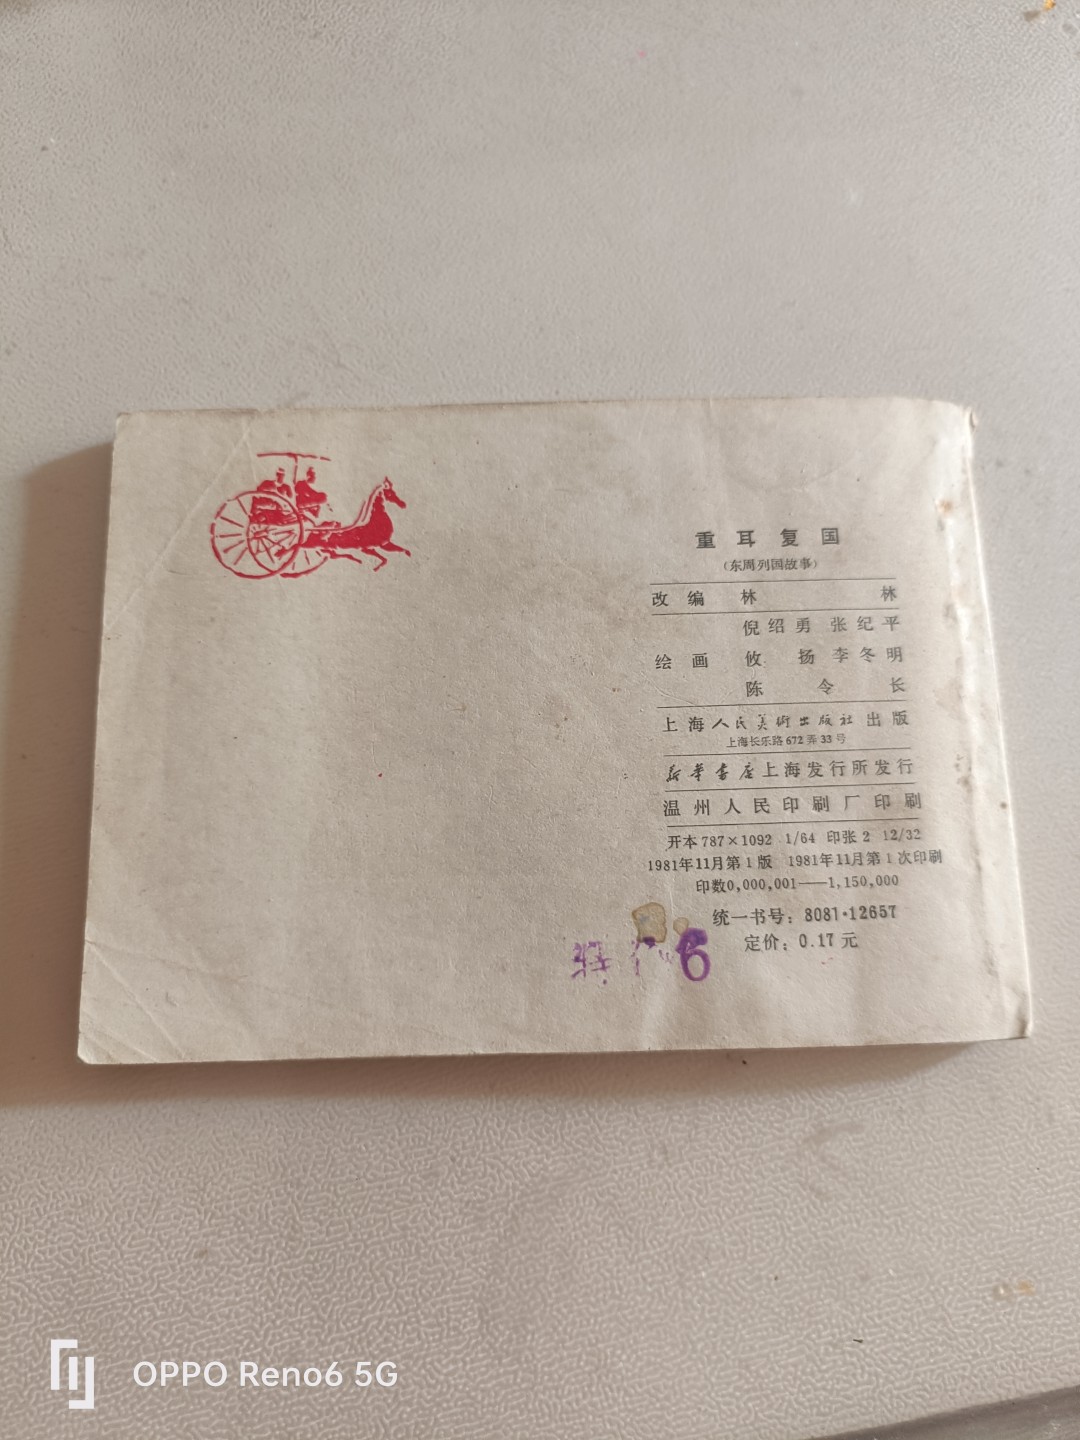 重耳复国
（东周列国故事）
改编 林林
倪绍勇 张纪平
绘画 攸扬 李冬明
陈令长
上海人民美術出版社出版
上海长乐路672弄33号
新华书店上海发行所发行
温州人民印刷厂印刷
开本787×1092 1/64 印张2 12/32
1981年11月第1版 1981年11月第1次印刷
印数0,000,001——1,150,000
统一书号：8081·12657
定价：0.17元
6
OPPO Reno6 5G